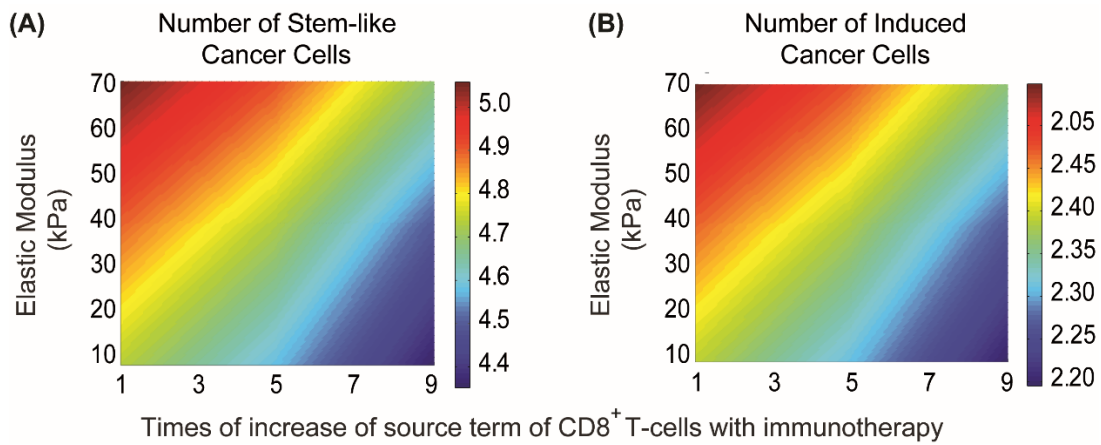 (A) Number of Stem-like
Cancer Cells
70
60
50
40
30
20
10
Elastic Modulus
(kPa)
1 3 5 7 9
5.0
4.9
4.8
4.7
4.6
4.5
4.4
(B) Number of Induced
Cancer Cells
70
60
50
40
30
20
10
Elastic Modulus
(kPa)
1 3 5 7 9
2.05
2.45
2.40
2.35
2.30
2.25
2.20
Times of increase of source term of CD8⁺ T-cells with immunotherapy